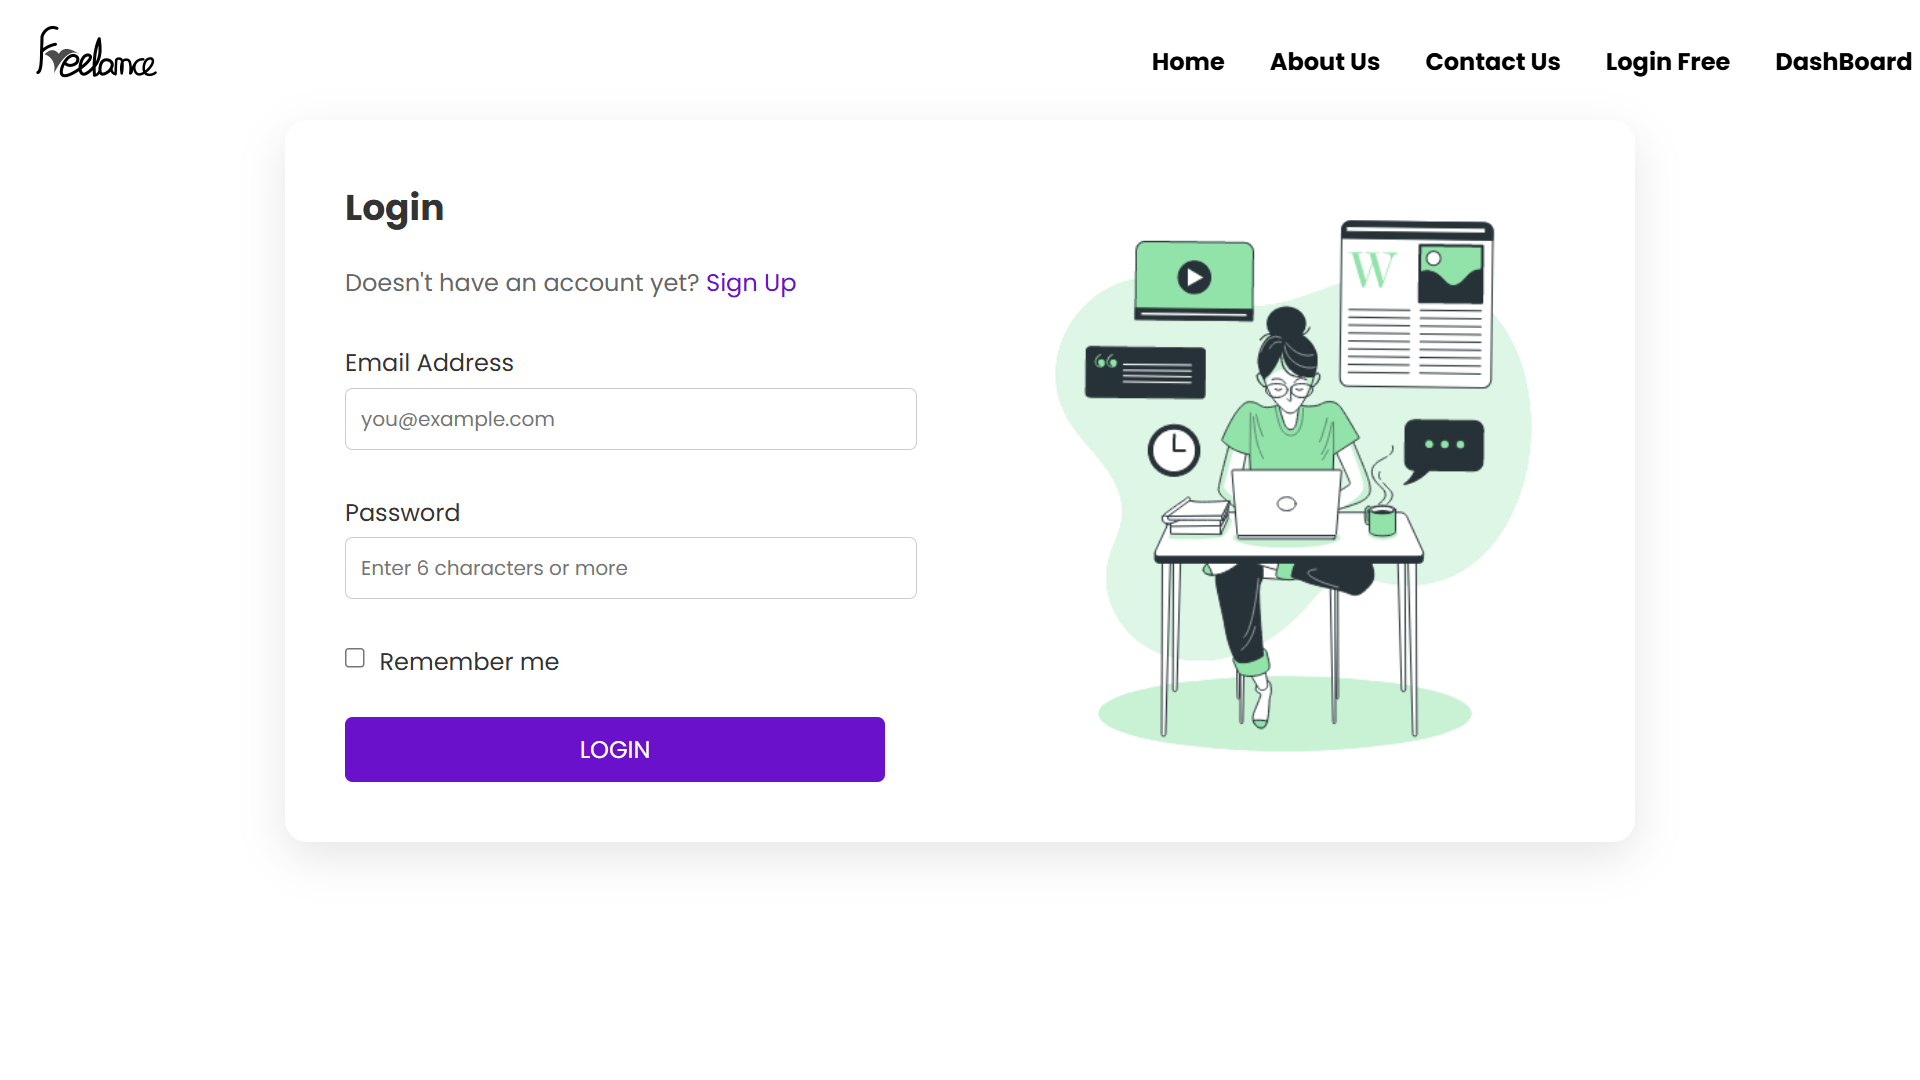 Freelance
Home About Us Contact Us Login Free DashBoard
Login
Doesn't have an account yet? Sign Up
Email Address
you@example.com
Password
Enter 6 characters or more
Remember me
LOGIN
W